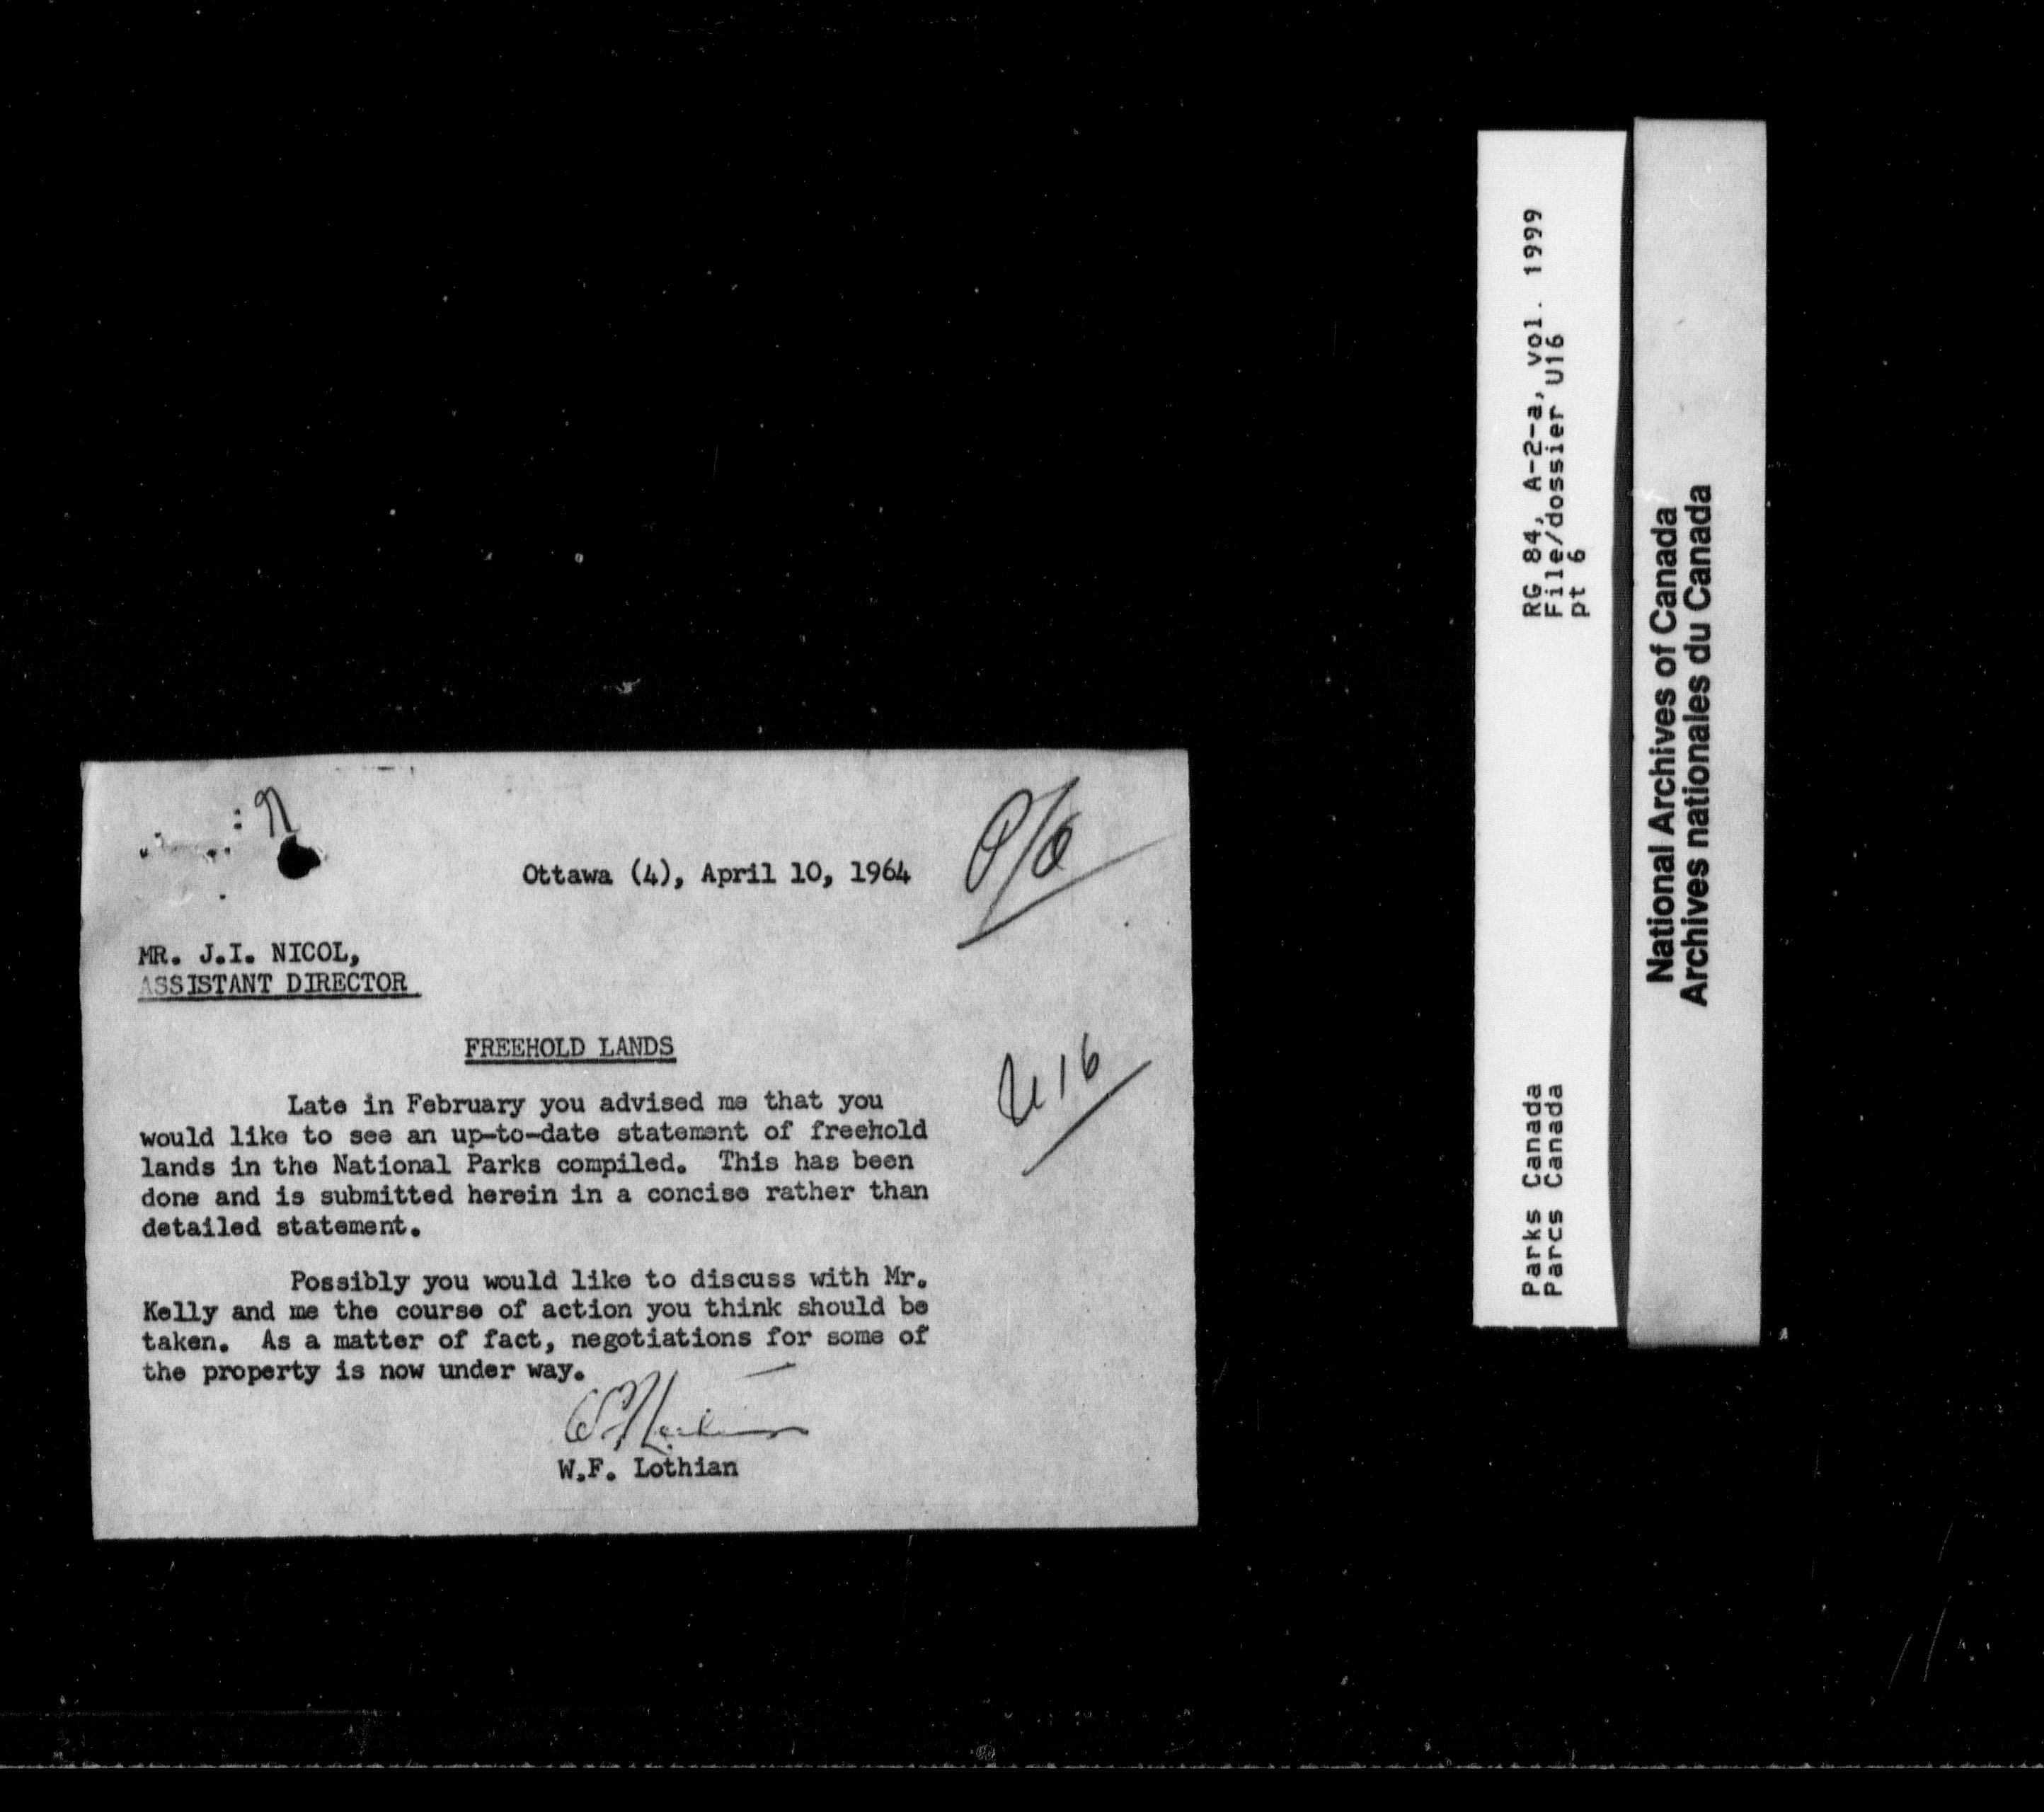 Ottawa (4), April 10, 1964
MR. J.I. NICOL,
ASSISTANT DIRECTOR
FREEHOLD LANDS
Late in February you advised me that you
would like to see an up-to-date statement of freehold
lands in the National Parks compiled. This has been
done and is submitted herein in a concise rather than
detailed statement.
Possibly you would like to discuss with Mr.
Kelly and me the course of action you think should be
taken. As a matter of fact, negotiations for some of
the property is now under way.
W.F. Lothian
U16
RG 84, A-2-a, vol. 1999
File/dossier U16
pt 6
Parks Canada
Parcs Canada
National Archives of Canada
Archives nationales du Canada